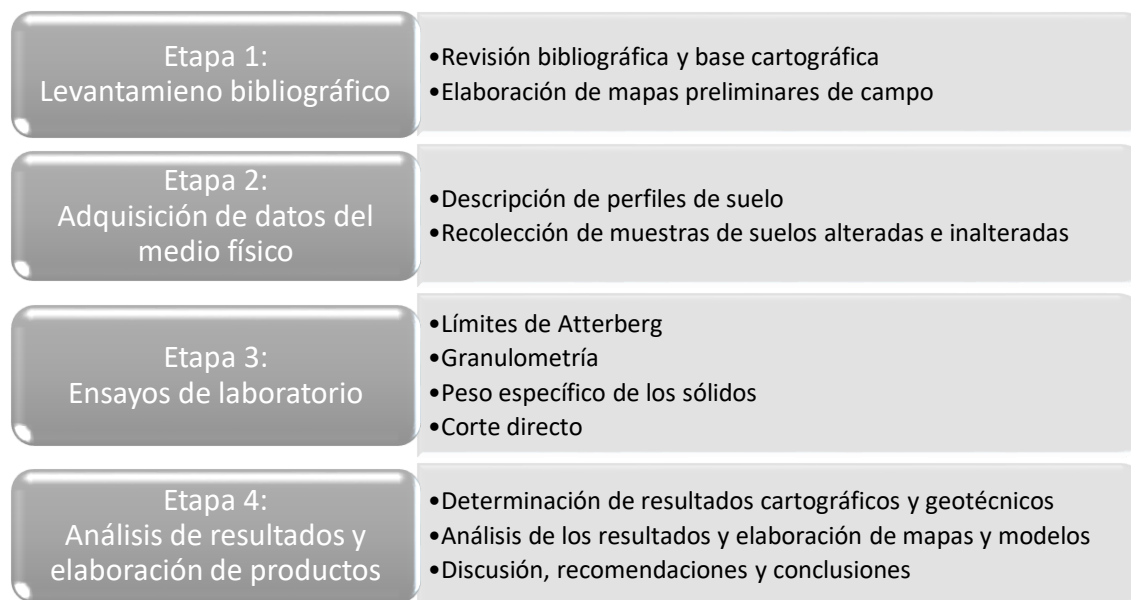 Etapa 1:
Levantamieno bibliográfico
•Revisión bibliográfica y base cartográfica
•Elaboración de mapas preliminares de campo
Etapa 2:
Adquisición de datos del
medio físico
•Descripción de perfiles de suelo
•Recolección de muestras de suelos alteradas e inalteradas
Etapa 3:
Ensayos de laboratorio
•Límites de Atterberg
•Granulometría
•Peso específico de los sólidos
•Corte directo
Etapa 4:
Análisis de resultados y
elaboración de productos
•Determinación de resultados cartográficos y geotécnicos
•Análisis de los resultados y elaboración de mapas y modelos
•Discusión, recomendaciones y conclusiones